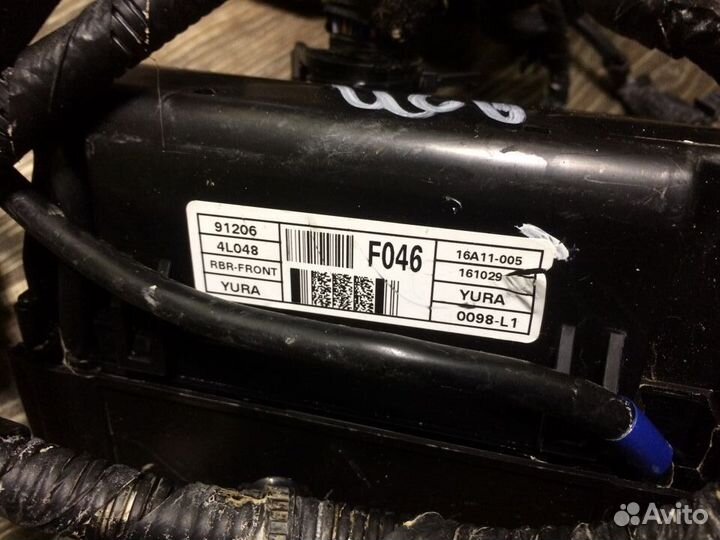 91206
4L048
RBR-FRONT
YURA
F046
16A11-005
161029
YURA
0098-L1
Avito